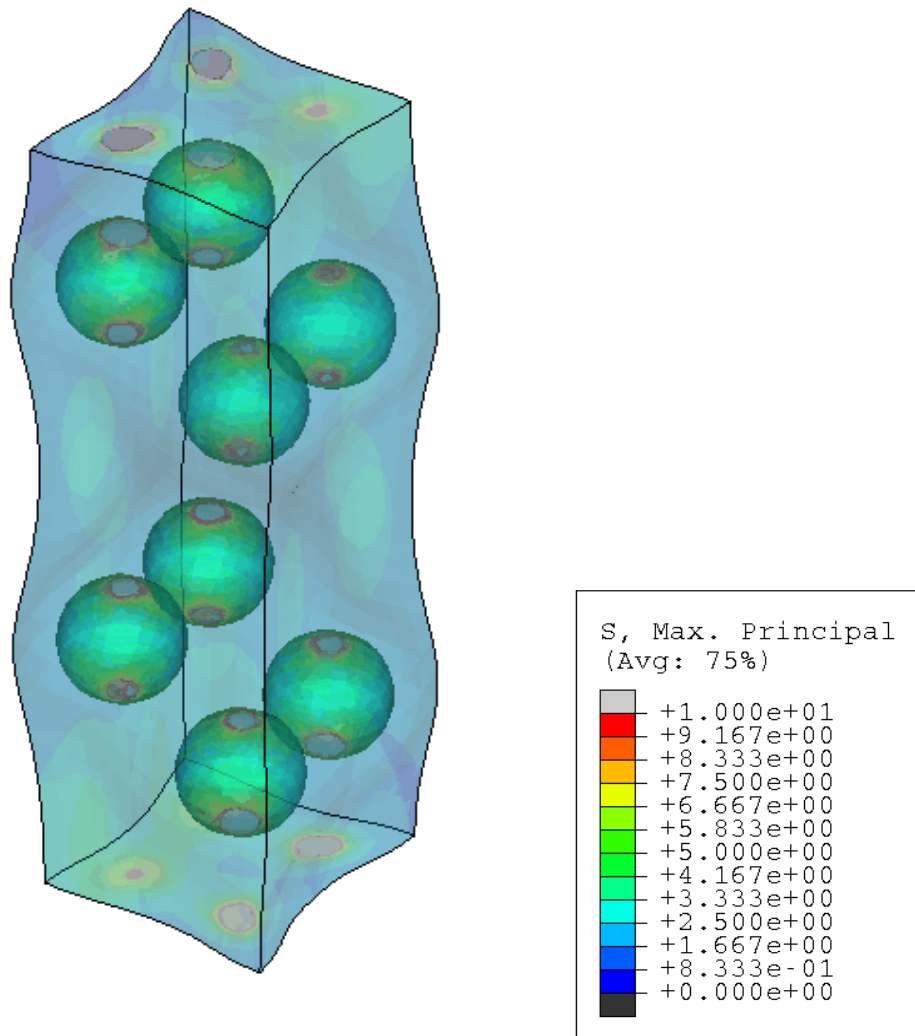 S, Max. Principal
(Avg: 75%)
+1.000e+01
+9.167e+00
+8.333e+00
+7.500e+00
+6.667e+00
+5.833e+00
+5.000e+00
+4.167e+00
+3.333e+00
+2.500e+00
+1.667e+00
+8.333e-01
+0.000e+00